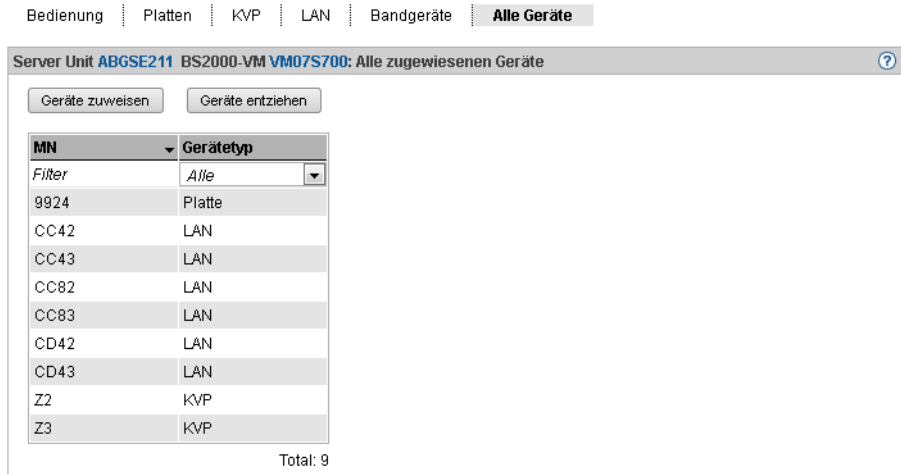 Bedienung Platten KVP LAN Bandgeräte Alle Geräte
Server Unit ABGSE211 BS2000-VM VM07S700: Alle zugewiesenen Geräte ?
Geräte zuweisen Geräte entziehen
MN Gerätetyp
Filter Alle
9924 Platte
CC42 LAN
CC43 LAN
CC82 LAN
CC83 LAN
CD42 LAN
CD43 LAN
Z2 KVP
Z3 KVP
Total: 9